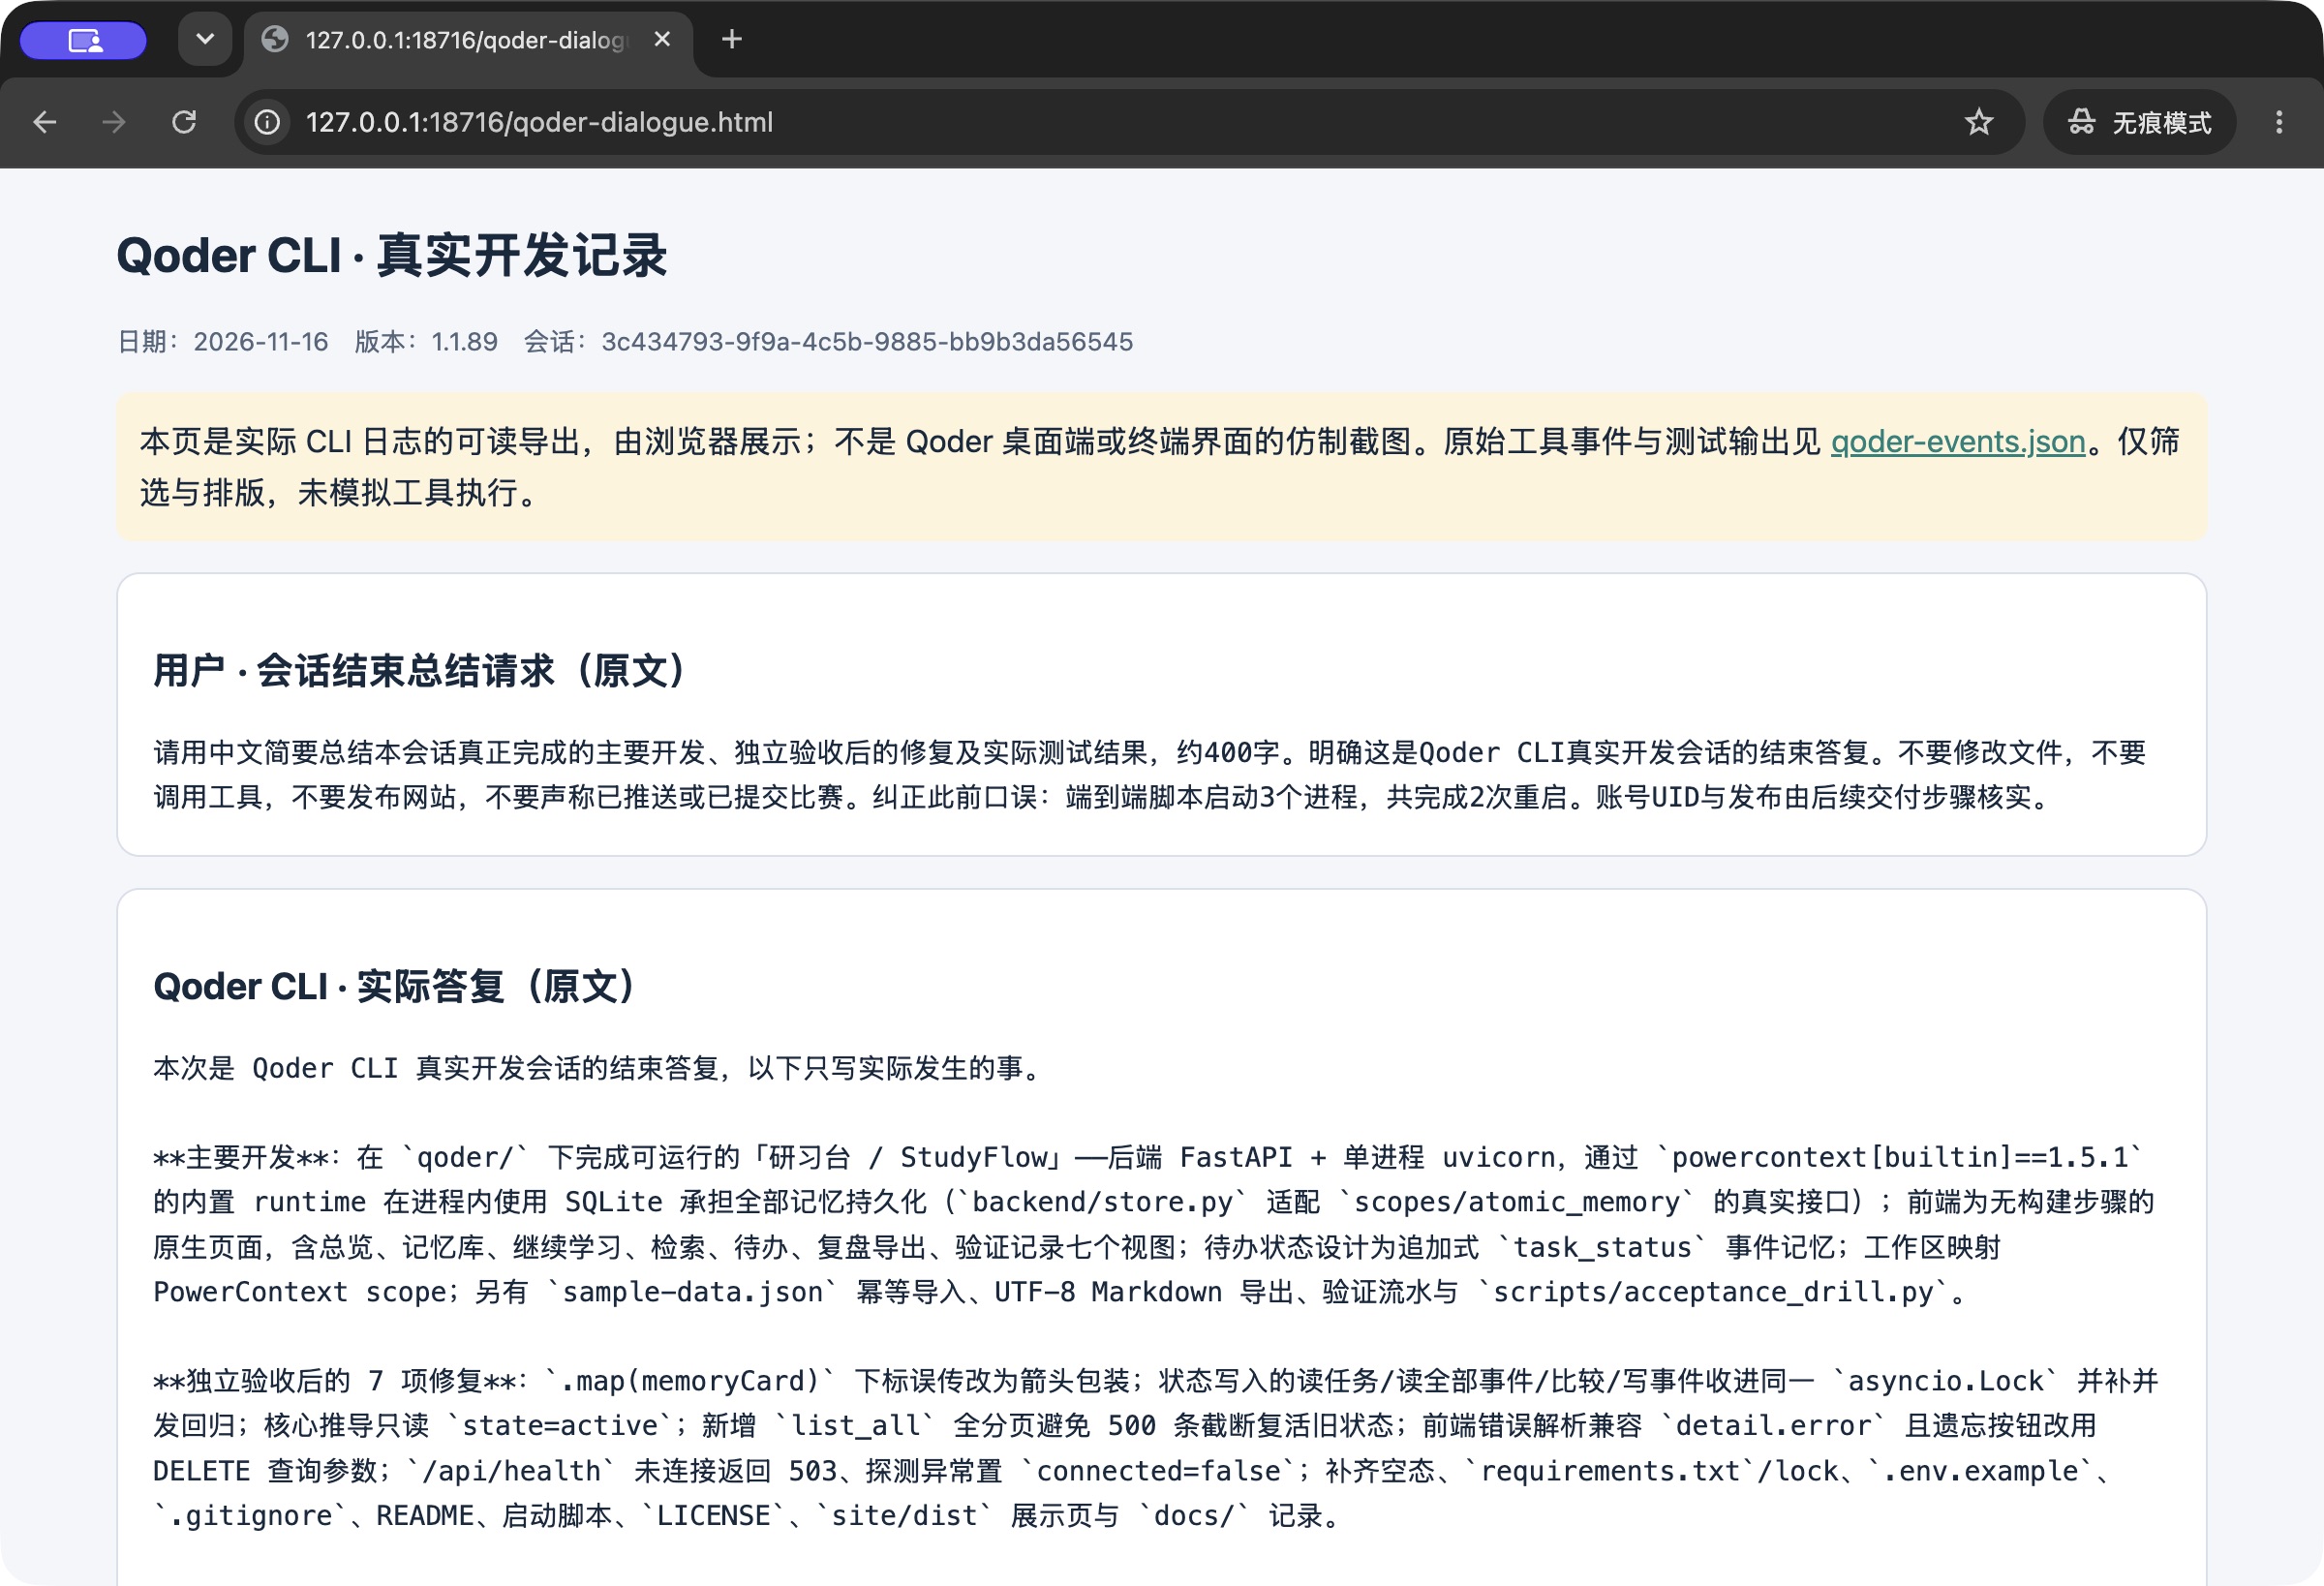 127.0.0.1:18716/qoder-dialog
127.0.0.1:18716/qoder-dialogue.html
无痕模式
Qoder CLI · 真实开发记录
日期：2026-11-16 版本：1.1.89 会话：3c434793-9f9a-4c5b-9885-bb9b3da56545
本页是实际 CLI 日志的可读导出，由浏览器展示；不是 Qoder 桌面端或终端界面的仿制截图。原始工具事件与测试输出见 qoder-events.json。仅筛
选与排版，未模拟工具执行。
用户 · 会话结束总结请求（原文）
请用中文简要总结本会话真正完成的主要开发、独立验收后的修复及实际测试结果，约400字。明确这是Qoder CLI真实开发会话的结束答复。不要修改文件，不要
调用工具，不要发布网站，不要声称已推送或已提交比赛。纠正此前口误：端到端脚本启动3个进程，共完成2次重启。账号UID与发布由后续交付步骤核实。
Qoder CLI · 实际答复（原文）
本次是 Qoder CLI 真实开发会话的结束答复，以下只写实际发生的事。
**主要开发**：在 `qoder/` 下完成可运行的「研习台 / StudyFlow」——后端 FastAPI + 单进程 uvicorn，通过 `powercontext[builtin]==1.5.1`
的内置 runtime 在进程内使用 SQLite 承担全部记忆持久化（`backend/store.py` 适配 `scopes/atomic_memory` 的真实接口）；前端为无构建步骤的
原生页面，含总览、记忆库、继续学习、检索、待办、复盘导出、验证记录七个视图；待办状态设计为追加式 `task_status` 事件记忆；工作区映射
PowerContext scope；另有 `sample-data.json` 幂等导入、UTF-8 Markdown 导出、验证流水与 `scripts/acceptance_drill.py`。
**独立验收后的 7 项修复**：`.map(memoryCard)` 下标误传改为箭头包装；状态写入的读任务/读全部事件/比较/写事件收进同一 `asyncio.Lock` 并补并
发回归；核心推导只读 `state=active`；新增 `list_all` 全分页避免 500 条截断复活旧状态；前端错误解析兼容 `detail.error` 且遗忘按钮改用
DELETE 查询参数；`/api/health` 未连接返回 503、探测异常置 `connected=false`；补齐空态、`requirements.txt`/lock、`.env.example`、
`.gitignore`、README、启动脚本、`LICENSE`、`site/dist` 展示页与 `docs/` 记录。